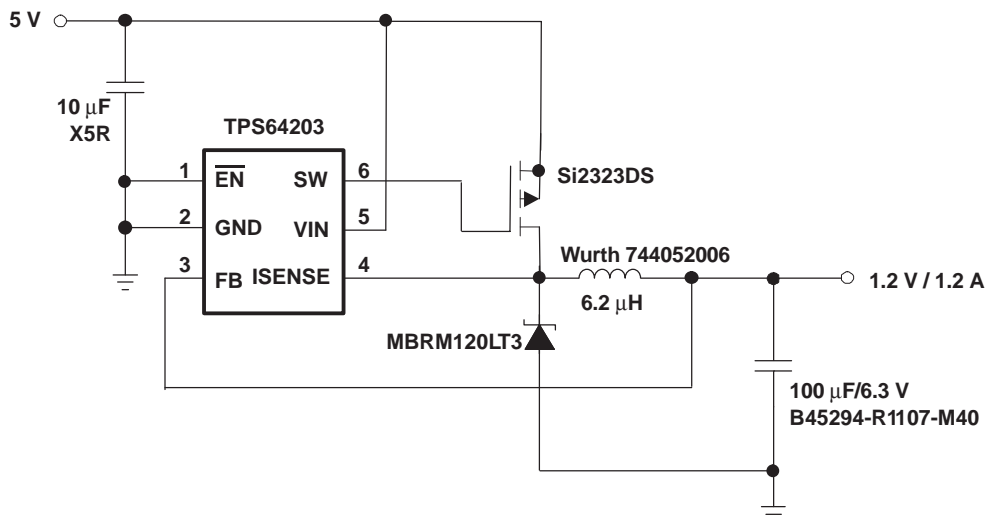 5 V
10 μF
X5R
TPS64203
1
EN
SW
6
2
GND
VIN
5
3
FB
ISENSE
4
Si2323DS
Wurth 744052006
6.2 μH
1.2 V / 1.2 A
MBRM120LT3
100 μF/6.3 V
B45294-R1107-M40